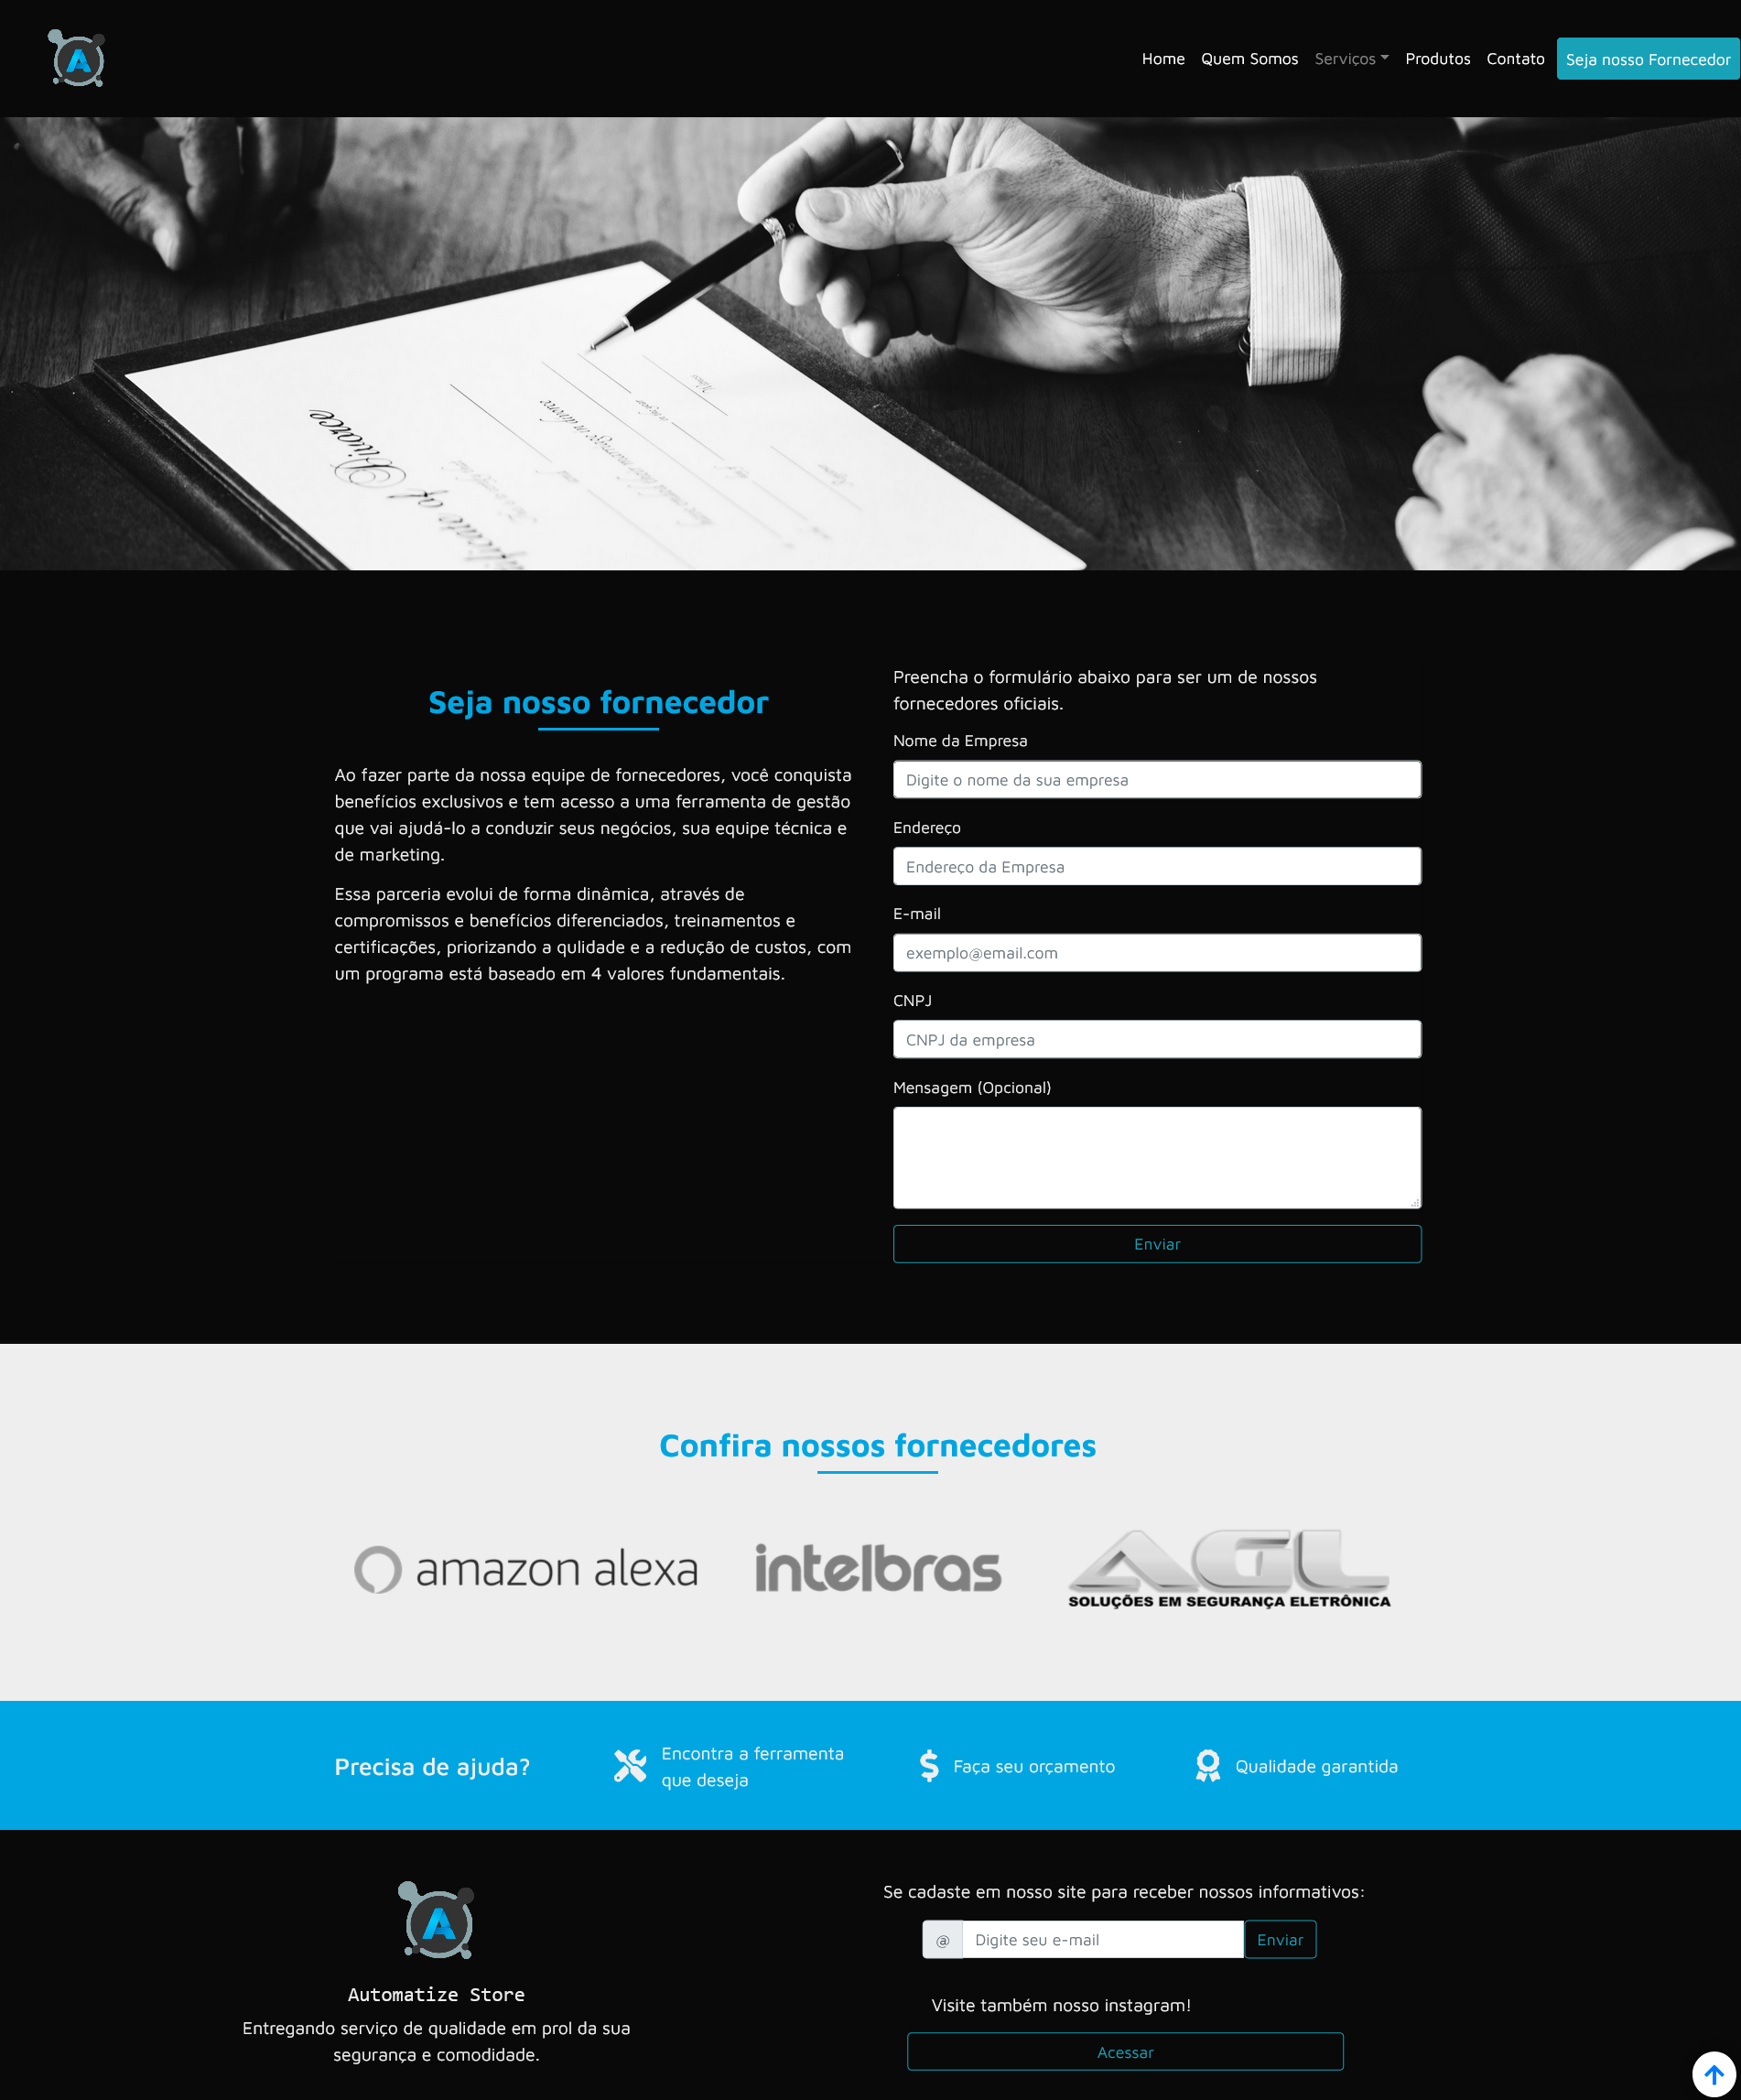 Home Quem Somos Serviços Produtos Contato Seja nosso Fornecedor
Divorce
Seja nosso fornecedor
Ao fazer parte da nossa equipe de fornecedores, você conquista
benefícios exclusivos e tem acesso a uma ferramenta de gestão
que vai ajudá-lo a conduzir seus negócios, sua equipe técnica e
de marketing.
Essa parceria evolui de forma dinâmica, através de
compromissos e benefícios diferenciados, treinamentos e
certificações, priorizando a qulidade e a redução de custos, com
um programa está baseado em 4 valores fundamentais.
Preencha o formulário abaixo para ser um de nossos
fornecedores oficiais.
Nome da Empresa
Digite o nome da sua empresa
Endereço
Endereço da Empresa
E-mail
exemplo@email.com
CNPJ
CNPJ da empresa
Mensagem (Opcional)
Enviar
Confira nossos fornecedores
amazon alexa
intelbras
AGL
SOLUÇÕES EM SEGURANÇA ELETRÔNICA
Precisa de ajuda?
Encontra a ferramenta
que deseja
Faça seu orçamento
Qualidade garantida
Automatize Store
Entregando serviço de qualidade em prol da sua
segurança e comodidade.
Se cadaste em nosso site para receber nossos informativos:
@ Digite seu e-mail Enviar
Visite também nosso instagram!
Acessar